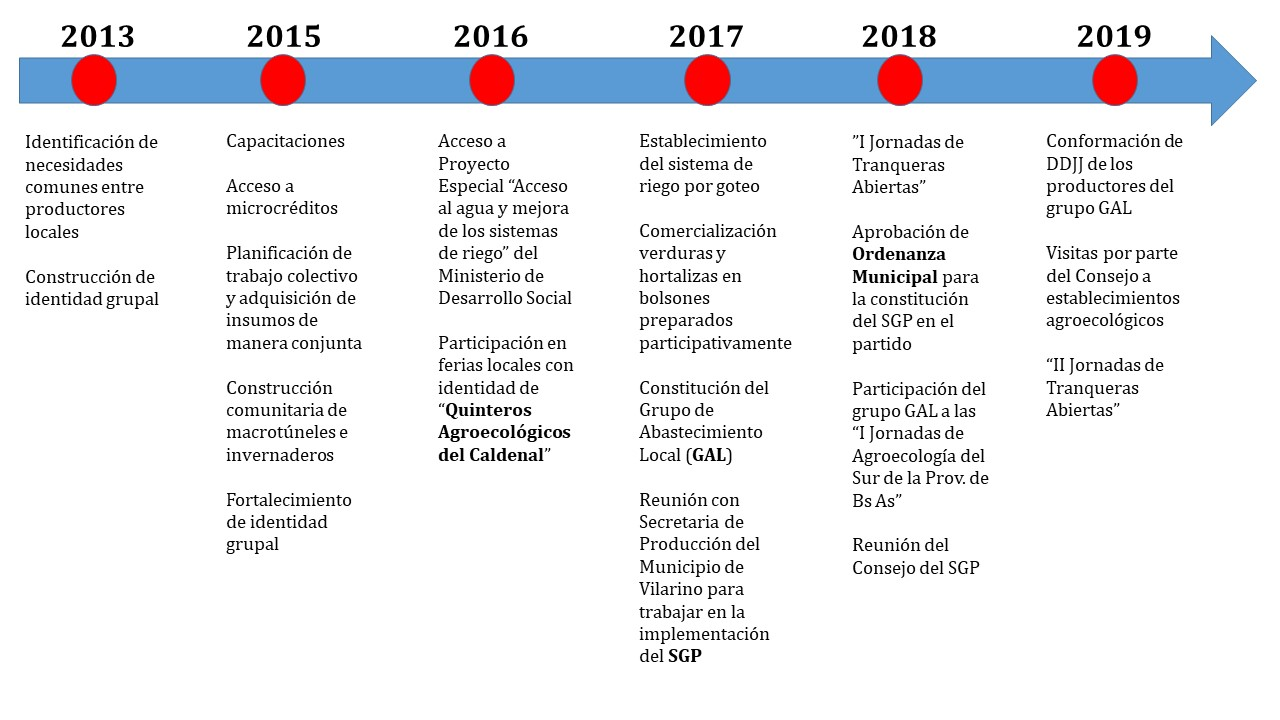 2013
Identificación de
necesidades
comunes entre
productores
locales
Construcción de
identidad grupal
2015
Capacitaciones
Acceso a
microcréditos
Planificación de
trabajo colectivo
y adquisición de
insumos de
manera conjunta
Construcción
comunitaria de
macrotúneles e
invernaderos
Fortalecimiento
de identidad
grupal
2016
Acceso a
Proyecto
Especial “Acceso
al agua y mejora
de los sistemas
de riego” del
Ministerio de
Desarrollo Social
Participación en
ferias locales con
identidad de
“Quinteros
Agroecológicos
del Caldenal”
2017
Establecimiento
del sistema de
riego por goteo
Comercialización
verduras y
hortalizas en
bolsones
preparados
participativamente
Constitución del
Grupo de
Abastecimiento
Local (GAL)
Reunión con
Secretaria de
Producción del
Municipio de
Vilarino para
trabajar en la
implementación
del SGP
2018
”I Jornadas de
Tranqueras
Abiertas”
Aprobación de
Ordenanza
Municipal para
la constitución
del SGP en el
partido
Participación del
grupo GAL a las
“I Jornadas de
Agroecología del
Sur de la Prov. de
Bs As”
Reunión del
Consejo del SGP
2019
Conformación de
DDJJ de los
productores del
grupo GAL
Visitas por parte
del Consejo a
establecimientos
agroecológicos
“II Jornadas de
Tranqueras
Abiertas”